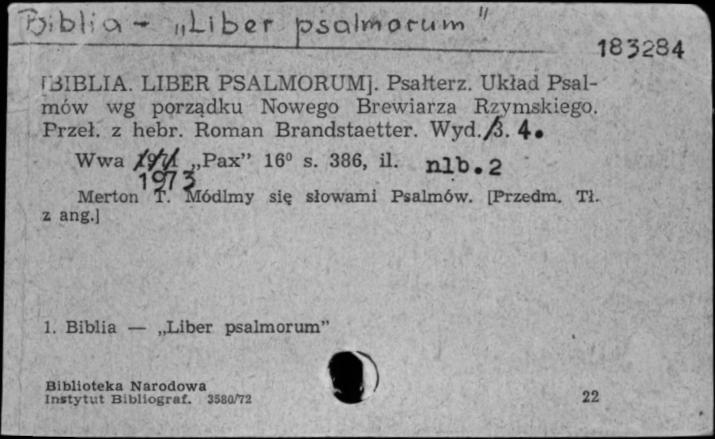 Biblia - „Liber psalmorum"
183284
[BIBLIA. LIBER PSALMORUM]. Psałterz. Układ Psal-
mów wg porządku Nowego Brewiarza Rzymskiego.
Przeł. z hebr. Roman Brandstaetter. Wyd. 3. 4.
Wwa 1971 „Pax” 16⁰ s. 386, il. nlb. 2
1973
Merton T. Módlmy się słowami Psalmów. [Przedm. Tł.
z ang.]
1. Biblia — „Liber psalmorum”
Biblioteka Narodowa
Instytut Bibliograf. 3580/72
22